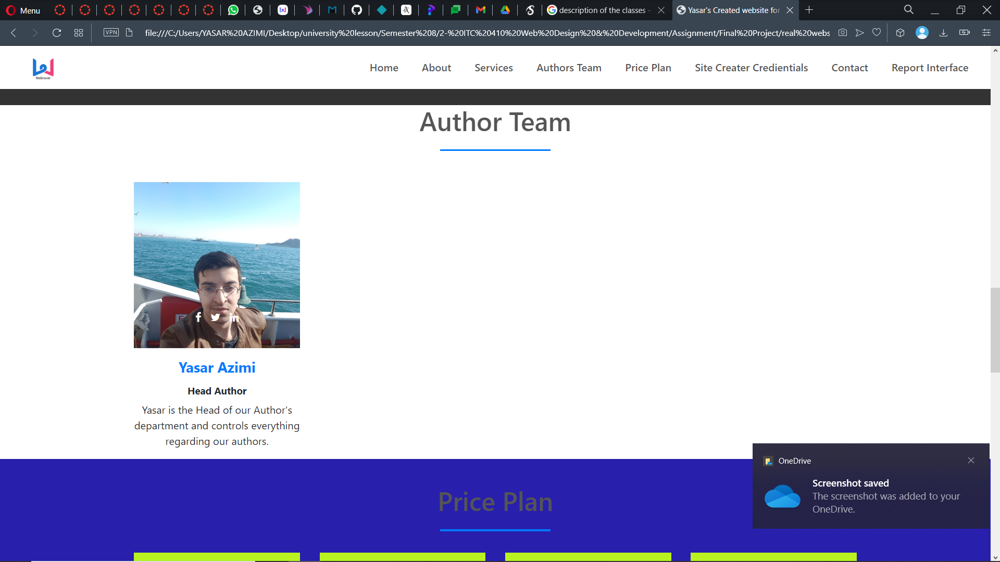 Menu
description of the classes -
Yasar's Created website for
VPN
file:///C:/Users/YASAR%20AZIMI/Desktop/university%20lesson/Semester%208/2-%20ITC%20410%20Web%20Design%20&%20Development/Assignment/Final%20Project/real%20webs
Webnovel
Home
About
Services
Authors Team
Price Plan
Site Creater Credientials
Contact
Report Interface
Author Team
Yasar Azimi
Head Author
Yasar is the Head of our Author's
department and controls everything
regarding our authors.
Price Plan
OneDrive
Screenshot saved
The screenshot was added to your
OneDrive.